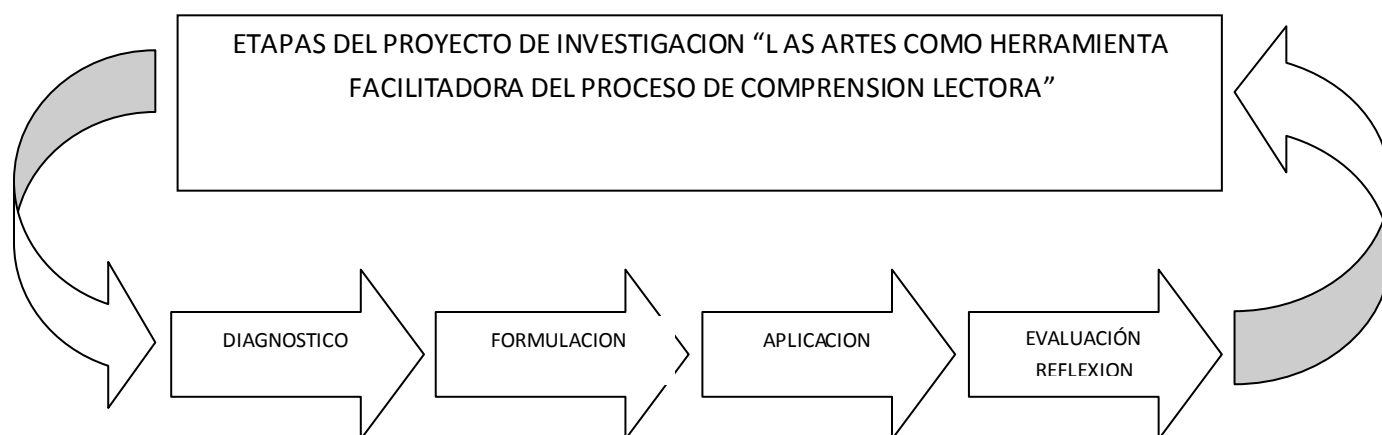 ETAPAS DEL PROYECTO DE INVESTIGACION “L AS ARTES COMO HERRAMIENTA
FACILITADORA DEL PROCESO DE COMPRENSION LECTORA”
DIAGNOSTICO
FORMULACION
APLICACION
EVALUACIÓN
REFLEXION